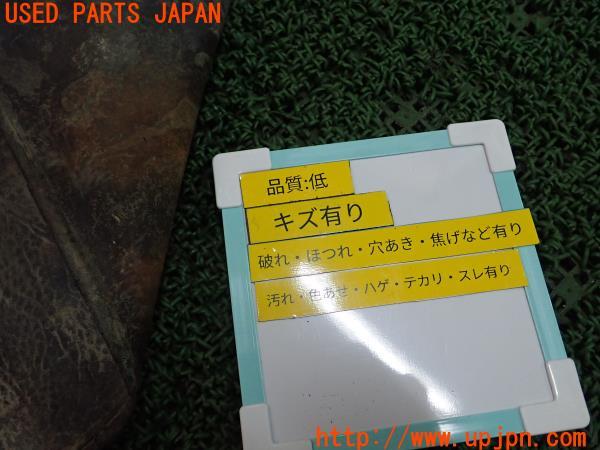 USED PARTS JAPAN
品質:低
キズ有り
破れ・ほつれ・穴あき・焦げなど有り
汚れ・色あせ・ハゲ・テカリ・スレ有り
http://www.upjpn.com